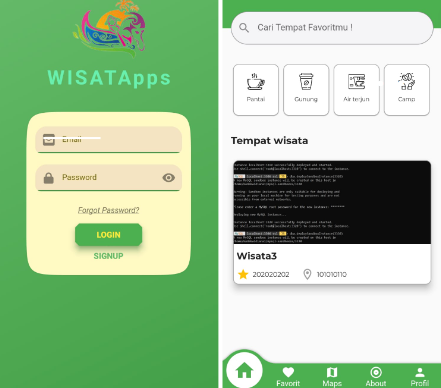 WISATApps
Email
Password
Forgot Password?
LOGIN
SIGNUP
Cari Tempat Favoritmu !
Pantai
Gunung
Air terjun
Camp
Tempat wisata
Wisata3
202020202
101010110
Favorit
Maps
About
Profil